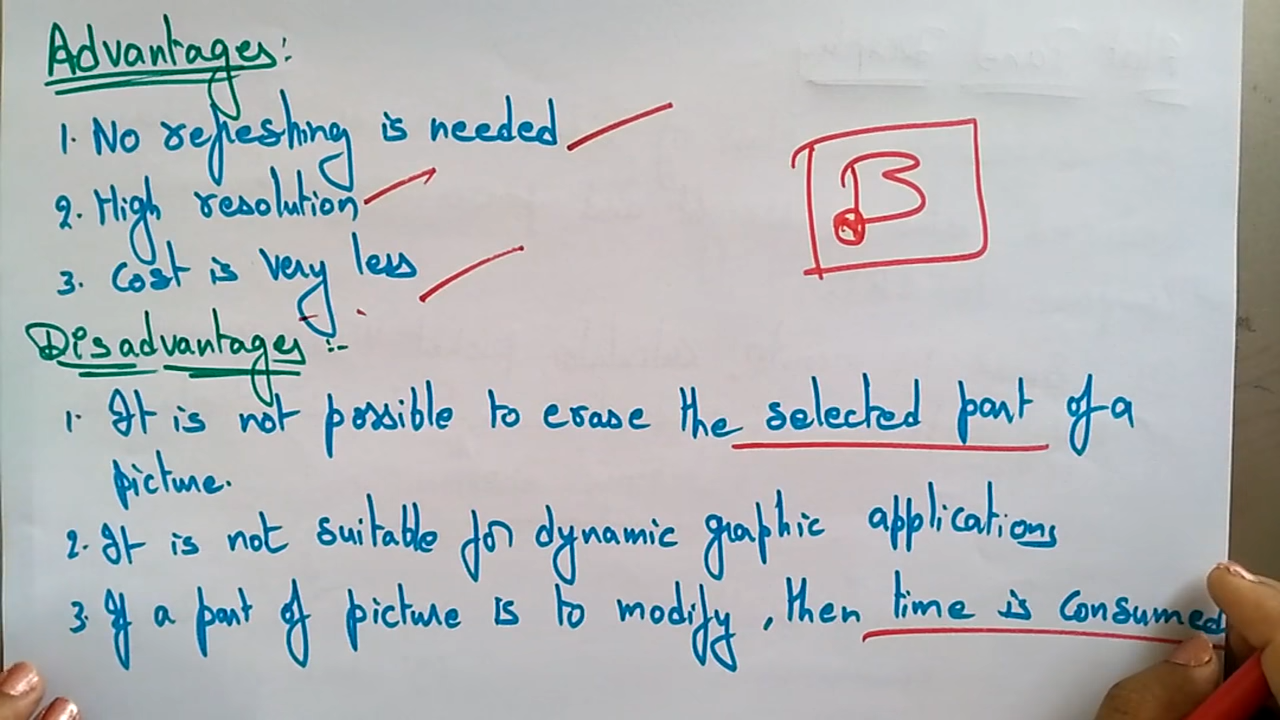 Advantages:
1. No refreshing is needed
2. High resolution
3. Cost is very less
B
Disadvantages :-
1. It is not possible to erase the selected part of a
picture.
2. It is not suitable for dynamic graphic applications
3. If a part of picture is to modify, then time is consumed